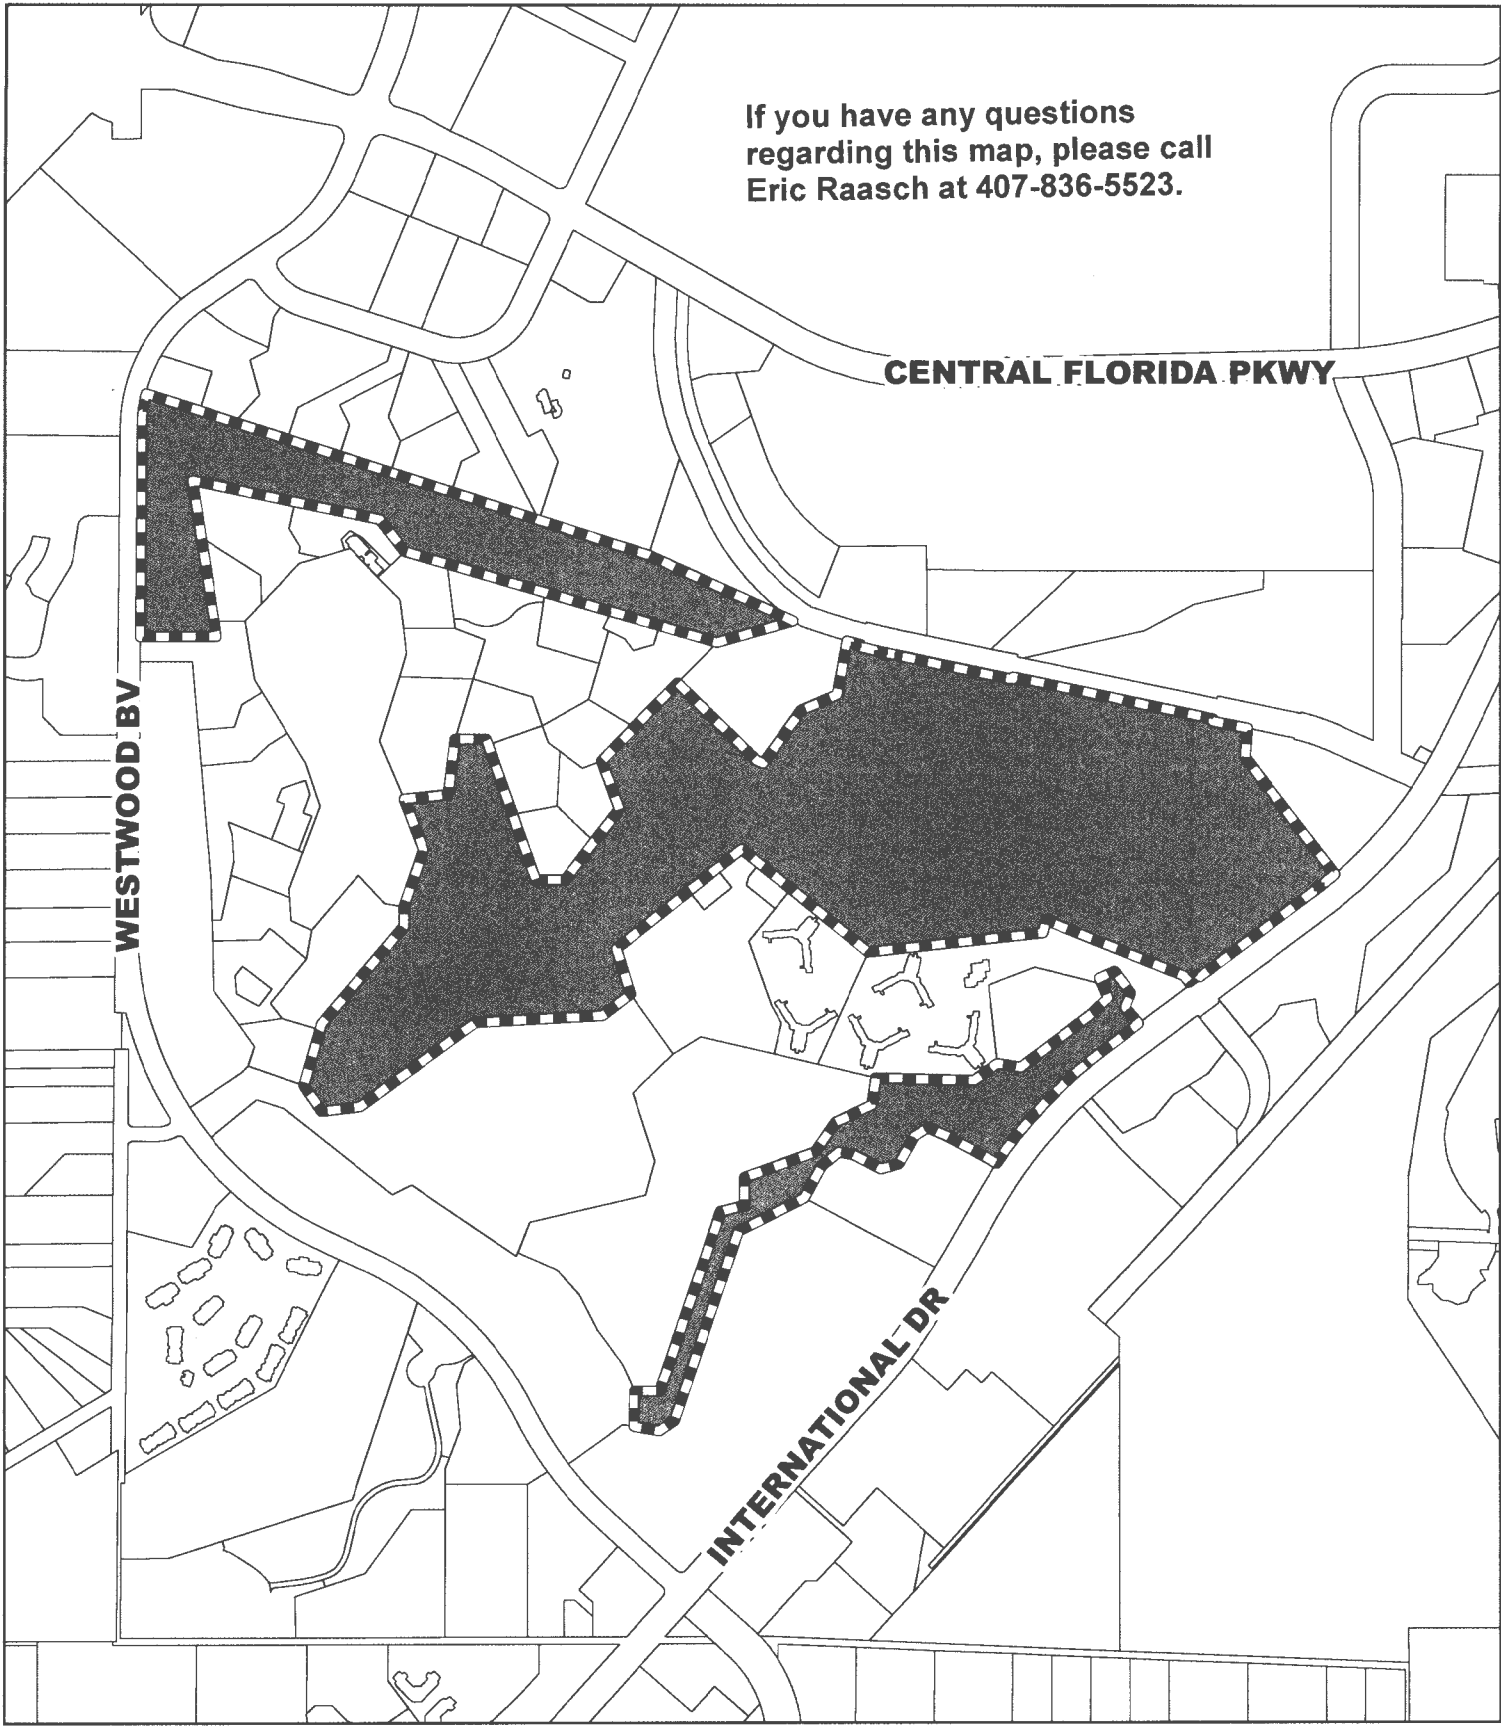 If you have any questions
regarding this map, please call
Eric Raasch at 407-836-5523.
CENTRAL FLORIDA PKWY
WESTWOOD BV
INTERNATIONAL DR